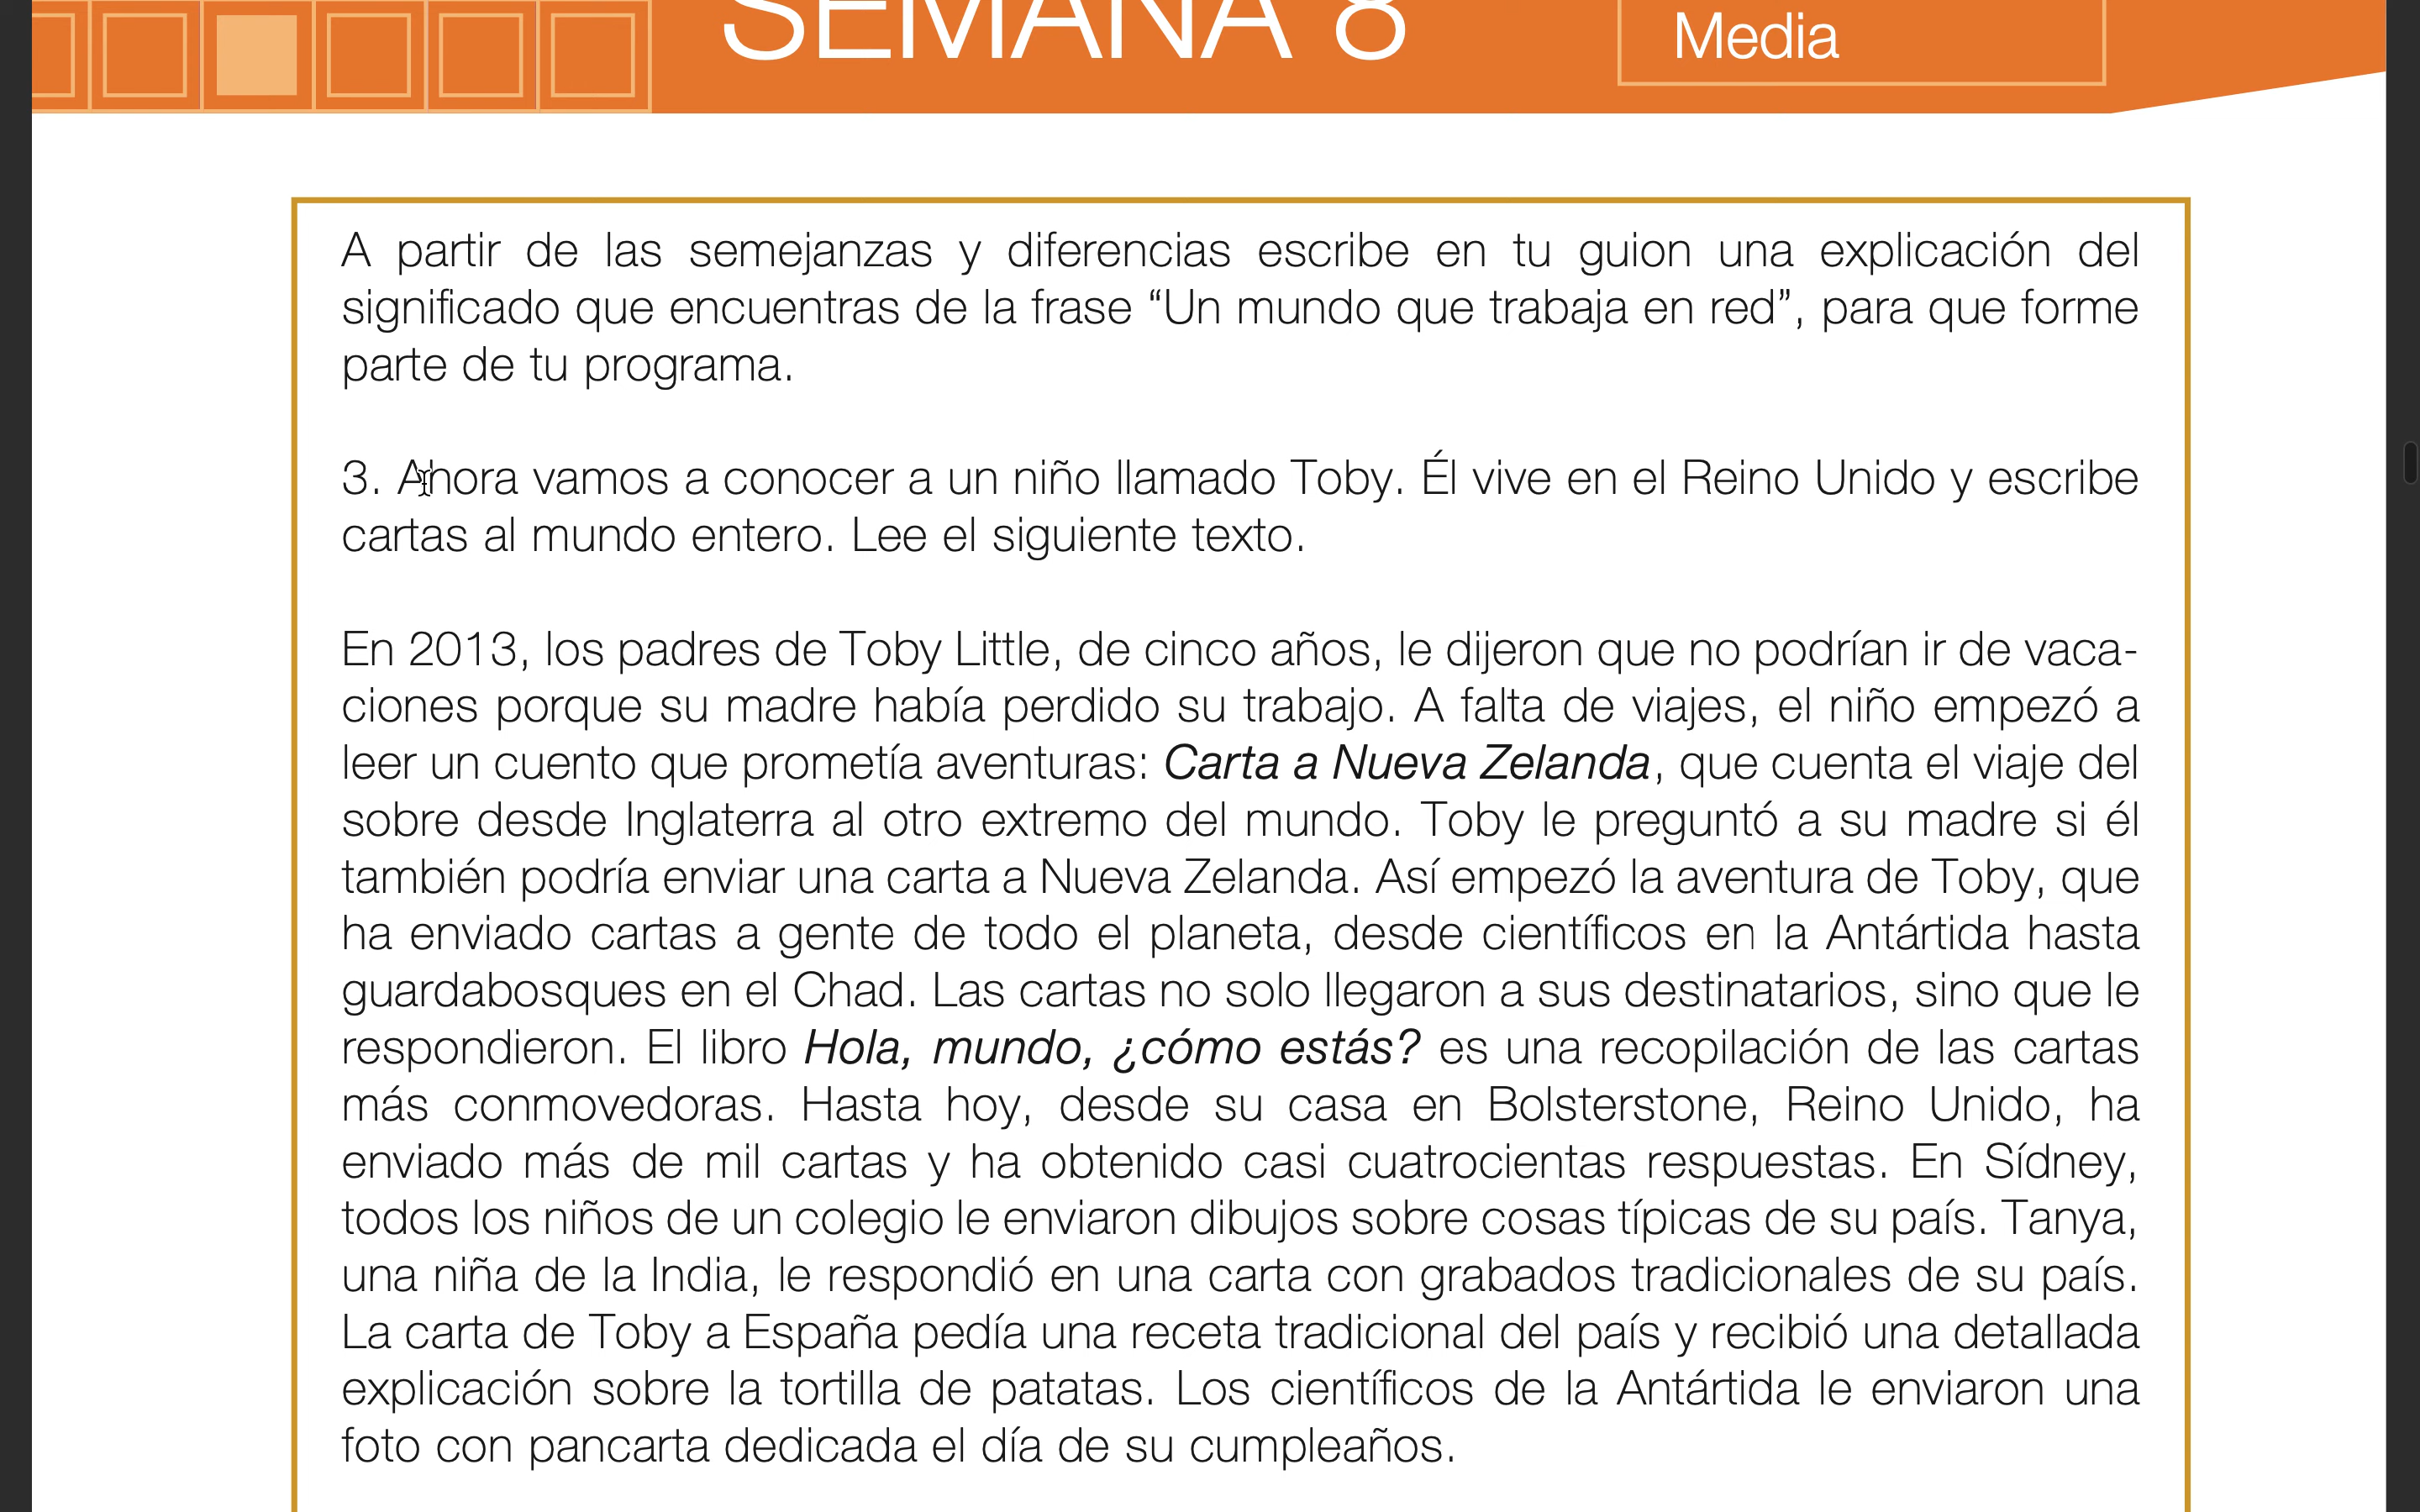 SEMANA 8
Media
A partir de las semejanzas y diferencias escribe en tu guion una explicación del
significado que encuentras de la frase “Un mundo que trabaja en red”, para que forme
parte de tu programa.
3. Ahora vamos a conocer a un niño llamado Toby. Él vive en el Reino Unido y escribe
cartas al mundo entero. Lee el siguiente texto.
En 2013, los padres de Toby Little, de cinco años, le dijeron que no podrían ir de vaca-
ciones porque su madre había perdido su trabajo. A falta de viajes, el niño empezó a
leer un cuento que prometía aventuras: Carta a Nueva Zelanda, que cuenta el viaje del
sobre desde Inglaterra al otro extremo del mundo. Toby le preguntó a su madre si él
también podría enviar una carta a Nueva Zelanda. Así empezó la aventura de Toby, que
ha enviado cartas a gente de todo el planeta, desde científicos en la Antártida hasta
guardabosques en el Chad. Las cartas no solo llegaron a sus destinatarios, sino que le
respondieron. El libro Hola, mundo, ¿cómo estás? es una recopilación de las cartas
más conmovedoras. Hasta hoy, desde su casa en Bolsterstone, Reino Unido, ha
enviado más de mil cartas y ha obtenido casi cuatrocientas respuestas. En Sídney,
todos los niños de un colegio le enviaron dibujos sobre cosas típicas de su país. Tanya,
una niña de la India, le respondió en una carta con grabados tradicionales de su país.
La carta de Toby a España pedía una receta tradicional del país y recibió una detallada
explicación sobre la tortilla de patatas. Los científicos de la Antártida le enviaron una
foto con pancarta dedicada el día de su cumpleaños.